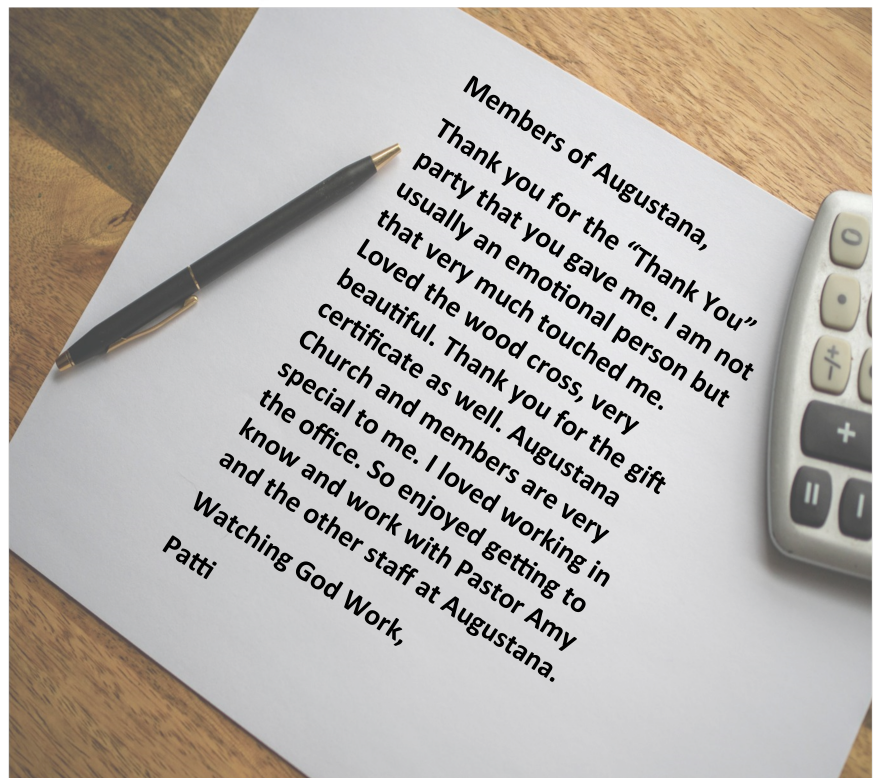 Members of Augustana,
Thank you for the “Thank You”
party that you gave me. I am not
usually an emotional person but
that very much touched me.
Loved the wood cross, very
beautiful. Thank you for the gift
certificate as well. Augustana
Church and members are very
special to me. I loved working in
the office. So enjoyed getting to
know and work with Pastor Amy
and the other staff at Augustana.
Watching God Work,
Patti
0
·
+/-
+
=